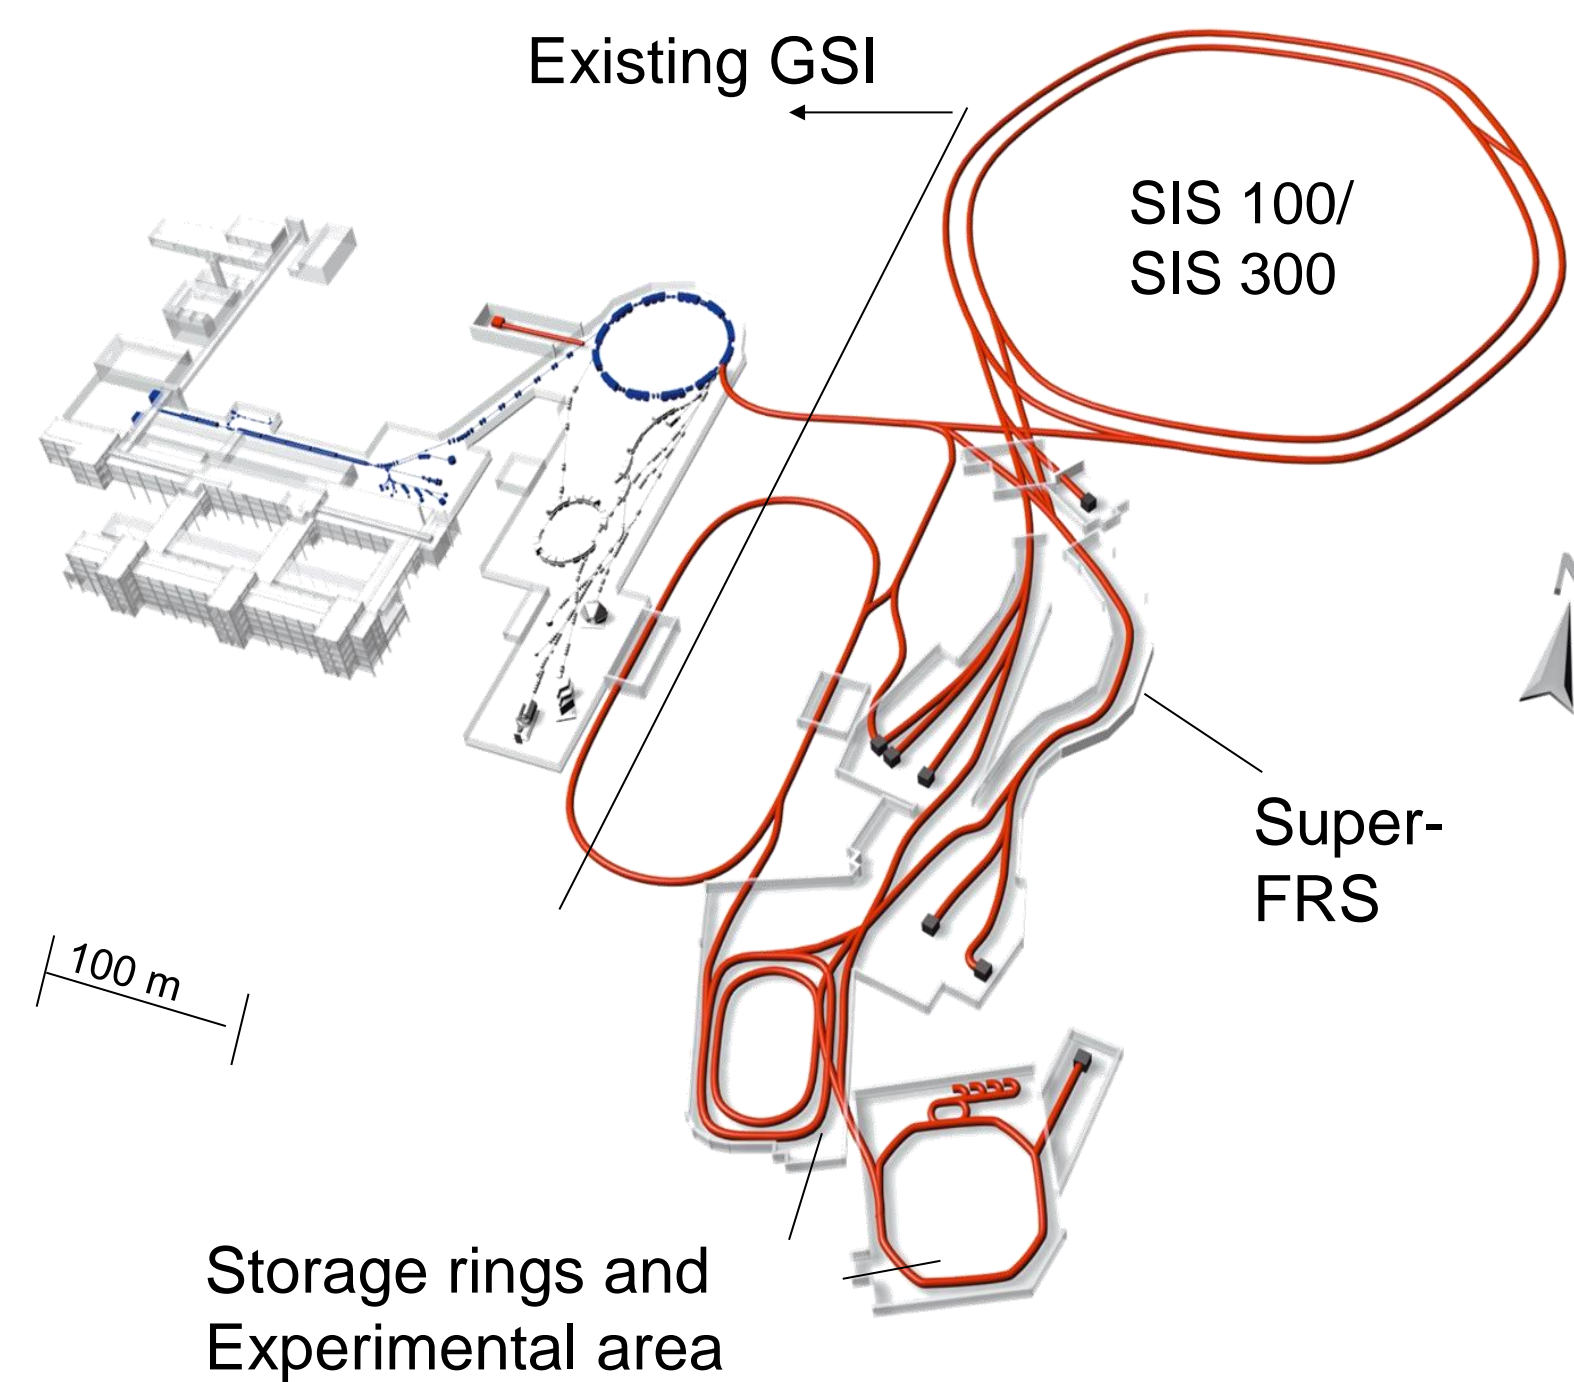 Existing GSI
SIS 100/
SIS 300
Super-
FRS
100 m
Storage rings and
Experimental area